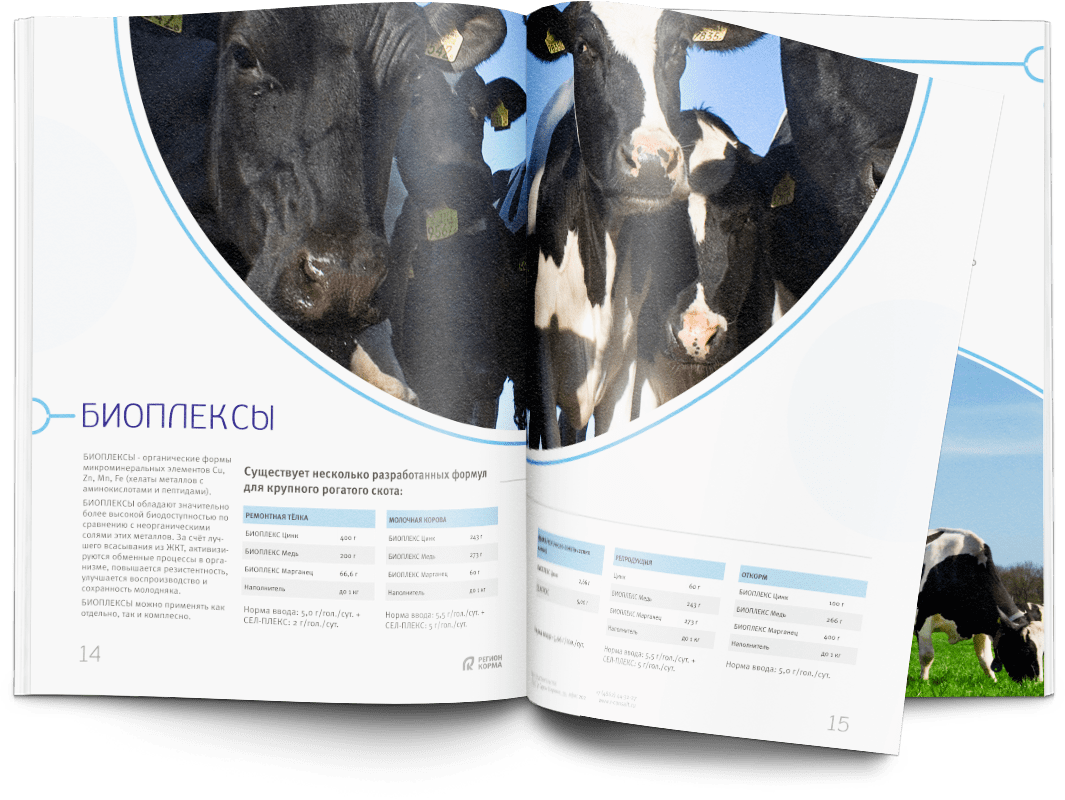 9835
9567
БИОПЛЕКСЫ
БИОПЛЕКСЫ - органические формы
микроминеральных элементов Cu,
Zn, Mn, Fe (хелаты металлов с
аминокислотами и пептидами).
БИОПЛЕКСЫ обладают значительно
более высокой биодоступностью по
сравнению с неорганическими
солями этих металлов. За счёт луч-
шего всасывания из ЖКТ, активизи-
руются обменные процессы в орга-
низме, повышается резистентность,
улучшается воспроизводство и
сохранность молодняка.
БИОПЛЕКСЫ можно применять как
отдельно, так и комплесно.
Существует несколько разработанных формул
для крупного рогатого скота:
РЕМОНТНАЯ ТЁЛКА
БИОПЛЕКС Цинк 400 г
БИОПЛЕКС Медь 200 г
БИОПЛЕКС Марганец 66,6 г
Наполнитель до 1 кг
Норма ввода: 5,0 г/гол./сут. +
СЕЛ-ПЛЕКС: 2 г/гол./сут.
МОЛОЧНАЯ КОРОВА
БИОПЛЕКС Цинк 243 г
БИОПЛЕКС Медь 273 г
БИОПЛЕКС Марганец 60 г
Наполнитель до 1 кг
Норма ввода: 5,5 г/гол./сут. +
СЕЛ-ПЛЕКС: 5 г/гол./сут.
14
РЕГИОН
КОРМА
РЕПРОДУКЦИЯ
Цинк 60 г
БИОПЛЕКС Медь 243 г
БИОПЛЕКС Марганец 273 г
Наполнитель до 1 кг
Норма ввода: 5,5 г/гол./сут. +
СЕЛ-ПЛЕКС: 5 г/гол./сут.
ОТКОРМ
БИОПЛЕКС Цинк 100 г
БИОПЛЕКС Медь 266 г
БИОПЛЕКС Марганец 400 г
Наполнитель до 1 кг
Норма ввода: 5,0 г/гол./сут.
15